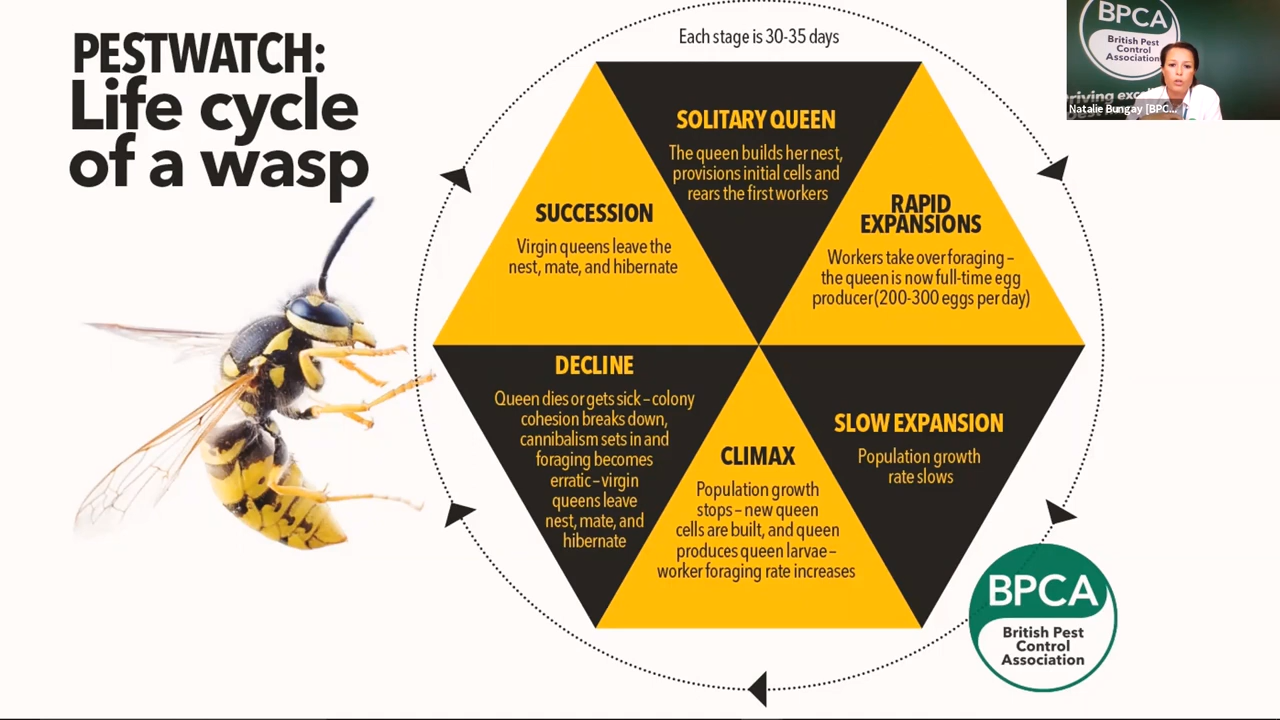 PESTWATCH:
Life cycle
of a wasp
Each stage is 30-35 days
SOLITARY QUEEN
The queen builds her nest,
provisions initial cells and
rears the first workers
RAPID
EXPANSIONS
Workers take over foraging –
the queen is now full-time egg
producer (200-300 eggs per day)
SLOW EXPANSION
Population growth
rate slows
CLIMAX
Population growth
stops – new queen
cells are built, and queen
produces queen larvae –
worker foraging rate increases
DECLINE
Queen dies or gets sick – colony
cohesion breaks down,
cannibalism sets in and
foraging becomes
erratic – virgin
queens leave
nest, mate, and
hibernate
SUCCESSION
Virgin queens leave the
nest, mate, and hibernate
BPCA
British Pest
Control
Association
BPCA
British Pest
Control
Association
Natalie Bungay [BPC...